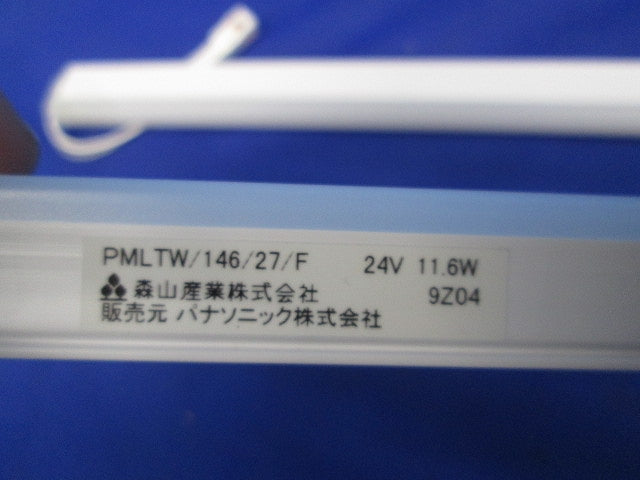 PMLTW/146/27/F 24V 11.6W
森山産業株式会社 9Z04
販売元 パナソニック株式会社